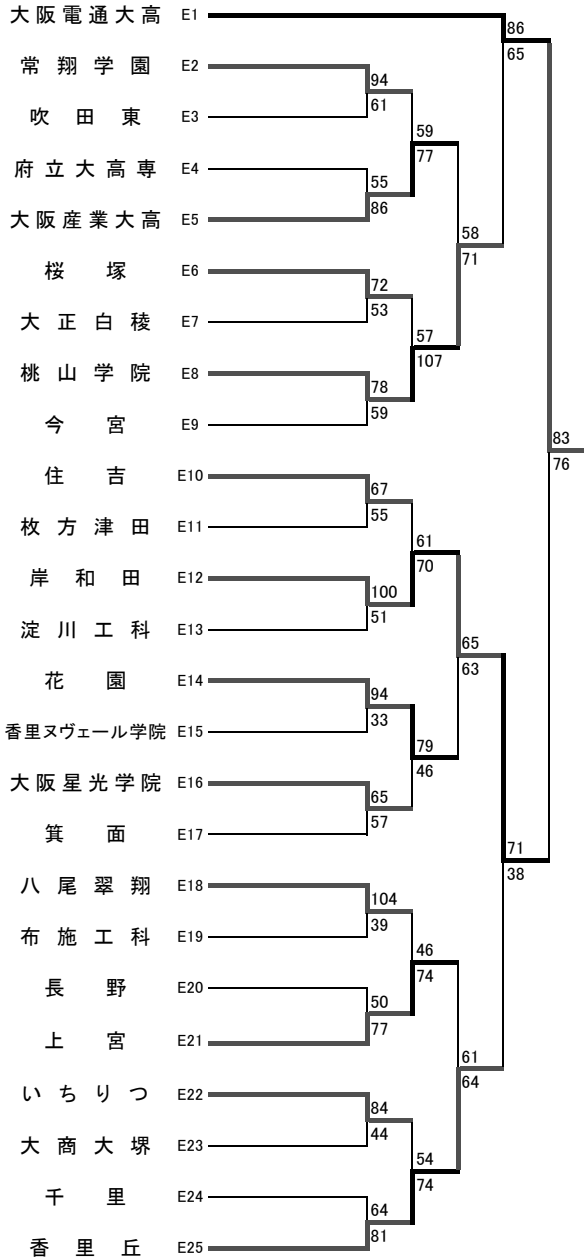 大阪電通大高 E1
86
65
常翔学園 E2
94
61
吹田東 E3
59
77
府立大高専 E4
55
86
大阪産業大高 E5
58
71
桜塚 E6
72
53
大正白稜 E7
57
107
桃山学院 E8
78
59
今宮 E9
83
76
住吉 E10
67
55
枚方津田 E11
61
70
岸和田 E12
100
51
淀川工科 E13
65
63
花園 E14
94
33
香里ヌヴェール学院 E15
79
46
大阪星光学院 E16
65
57
箕面 E17
71
38
八尾翠翔 E18
104
39
布施工科 E19
46
74
長野 E20
50
77
上宮 E21
61
64
いちりつ E22
84
44
大商大堺 E23
54
74
千里 E24
64
81
香里丘 E25